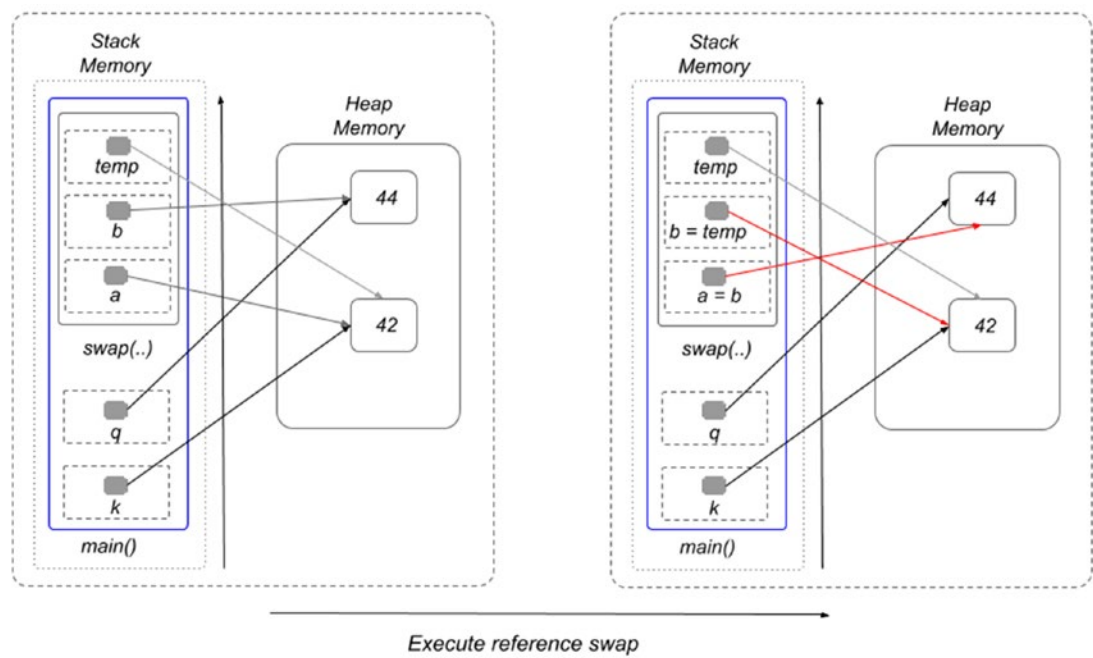 Stack
Memory
Heap
Memory
temp
b
a
swap(..)
q
k
main()
44
42
Stack
Memory
Heap
Memory
temp
b = temp
a = b
swap(..)
q
k
main()
44
42
Execute reference swap